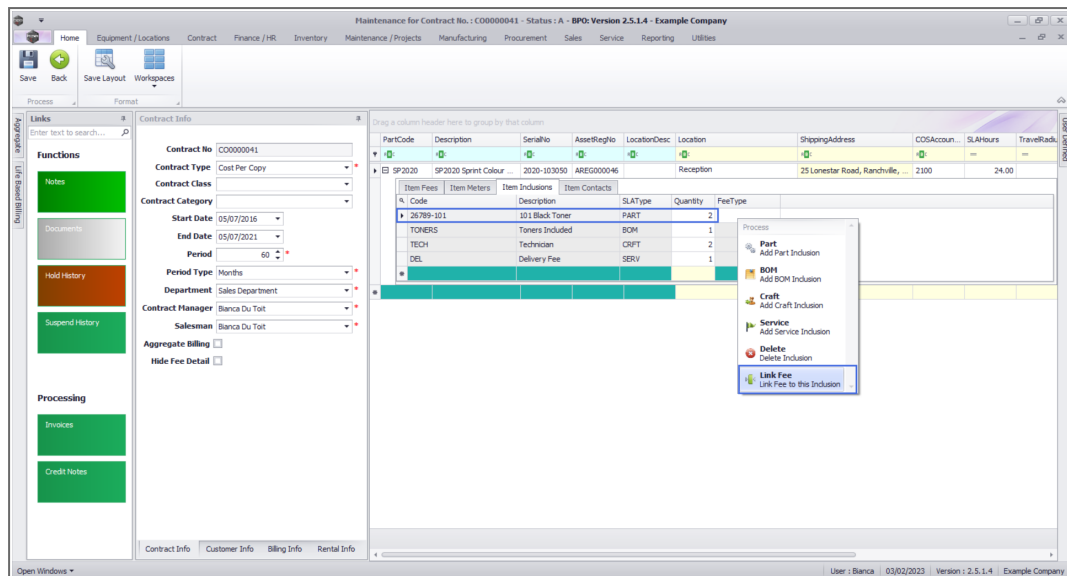 Maintenance for Contract No. : CO0000041 - Status : A - BPO: Version 2.5.1.4 - Example Company
Home Equipment / Locations Contract Finance / HR Inventory Maintenance / Projects Manufacturing Procurement Sales Service Reporting Utilities
Save Back Save Layout Workspaces
Process Format
Aggregate
Life Based Billing
Links
Enter text to search...
Functions
Notes
Documents
Hold History
Suspend History
Processing
Invoices
Credit Notes
Contract Info
Contract No CO0000041
Contract Type Cost Per Copy *
Contract Class
Contract Category
Start Date 05/07/2016
End Date 05/07/2021
Period 60 *
Period Type Months *
Department Sales Department *
Contract Manager Bianca Du Toit *
Salesman Bianca Du Toit *
Aggregate Billing
Hide Fee Detail
Contract Info Customer Info Billing Info Rental Info
Drag a column header here to group by that column
PartCode Description SerialNo AssetRegNo LocationDesc Location ShippingAddress COSAccoun... SLAHours TravelRadiu
SP2020 SP2020 Sprint Colour ... 2020-103050 AREG000046 Reception 25 Lonestar Road, Ranchville, ... 2100 24.00
Item Fees Item Meters Item Inclusions Item Contacts
Code Description SLAType Quantity FeeType
26789-101 101 Black Toner PART 2
TONERS Toners Included BOM 1
TECH Technician CRFT 2
DEL Delivery Fee SERV 1
Process
Part
Add Part Inclusion
BOM
Add BOM Inclusion
Craft
Add Craft Inclusion
Service
Add Service Inclusion
Delete
Delete Inclusion
Link Fee
Link Fee to this Inclusion
Open Windows
User : Bianca 03/02/2023 Version : 2.5.1.4 Example Company